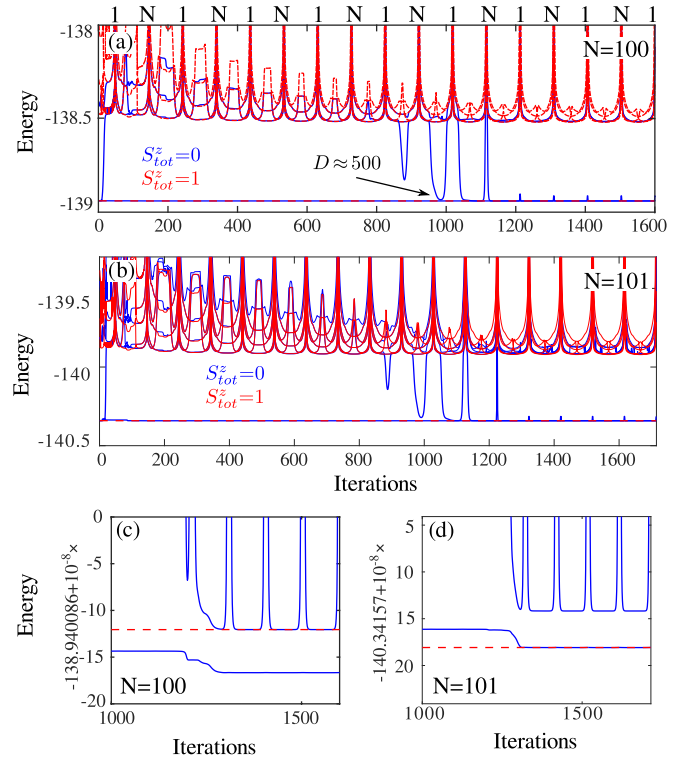 1 N 1 N 1 N 1 N 1 N 1 N
-138
(a)
N=100
Energy
-138.5
S^z_tot=0
S^z_tot=1
D≈500
-139
0 200 400 600 800 1000 1200 1400 1600
(b)
N=101
-139.5
Energy
-140
S^z_tot=0
S^z_tot=1
-140.5
0 200 400 600 800 1000 1200 1400 1600
Iterations
(c)
0
-5
-10
-15
-20
Energy
-138.940086+10^-8×
N=100
1000 1500
Iterations
(d)
5
10
15
20
-140.34157+10^-8×
N=101
1000 1500
Iterations